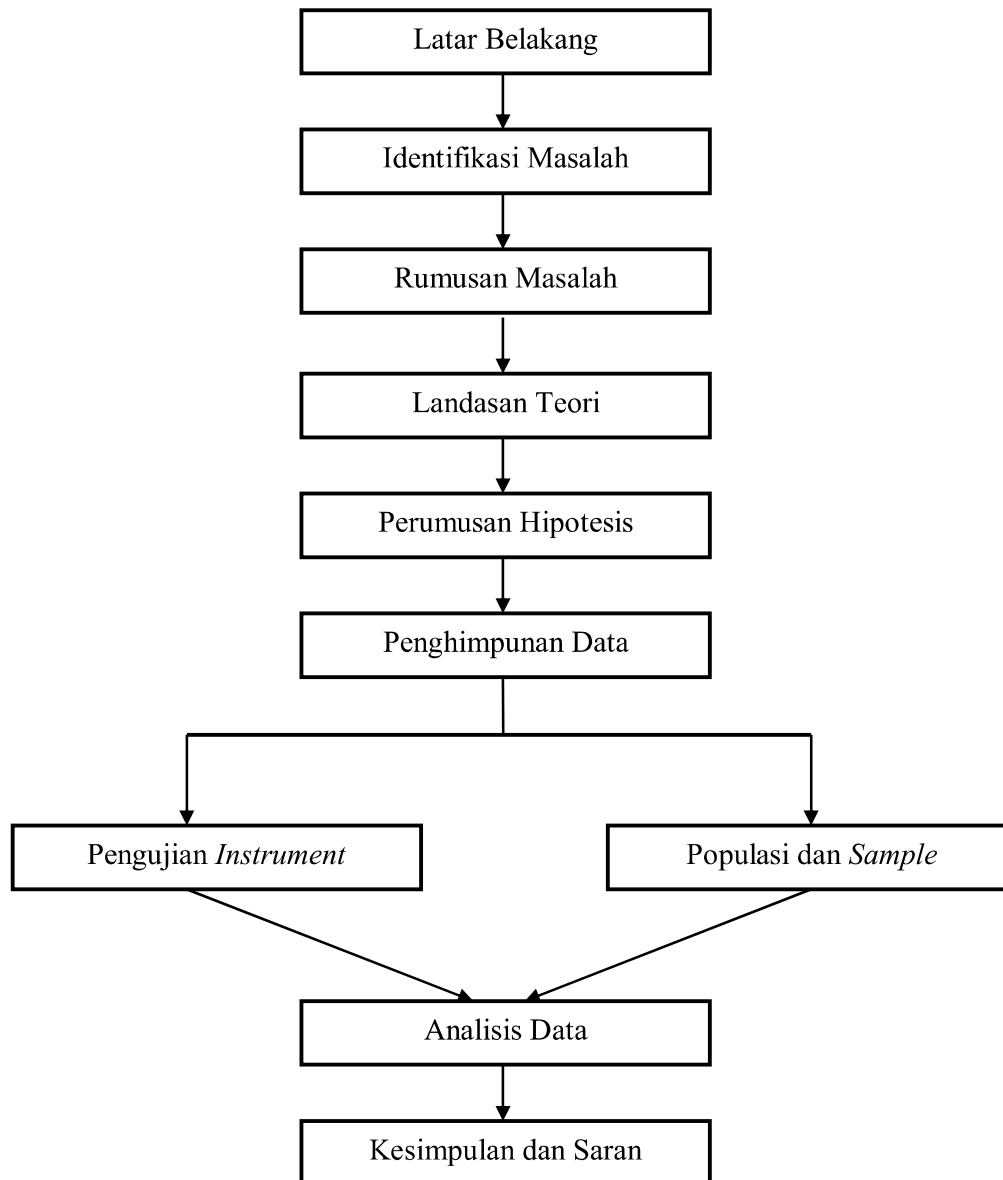 Latar Belakang
Identifikasi Masalah
Rumusan Masalah
Landasan Teori
Perumusan Hipotesis
Penghimpunan Data
Pengujian Instrument
Populasi dan Sample
Analisis Data
Kesimpulan dan Saran